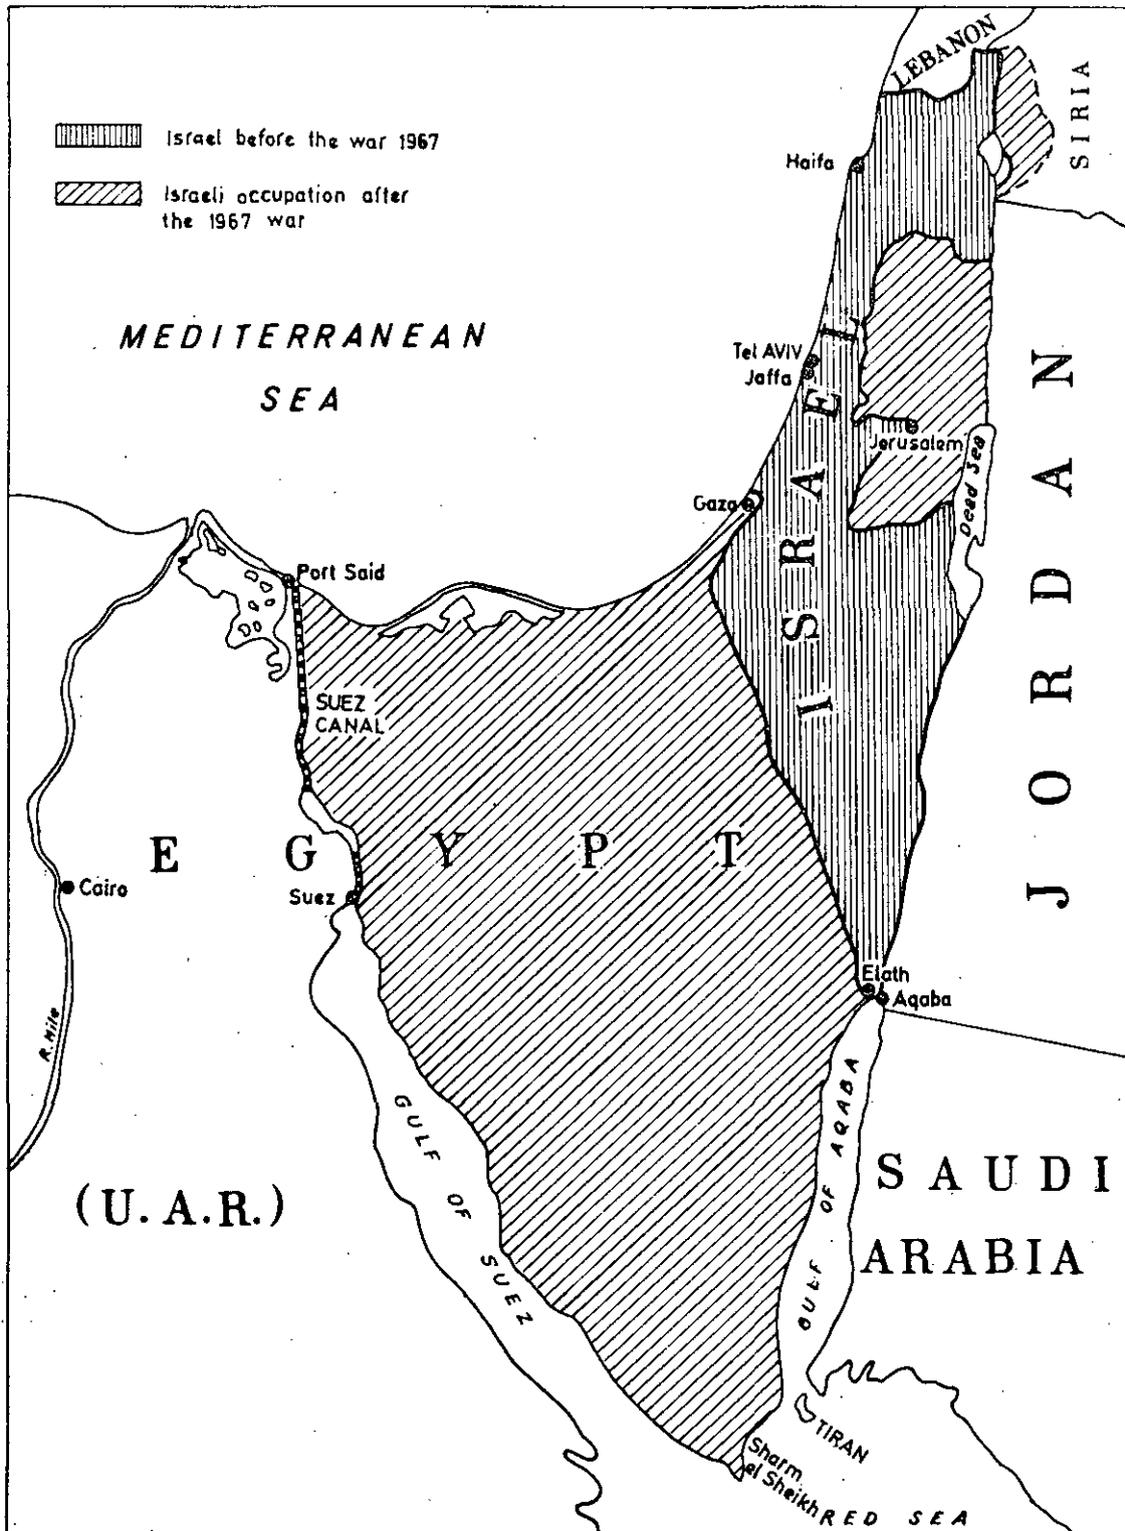 LEBANON
SIRIA
Israel before the war 1967
Israeli occupation after
the 1967 war
Haifa
MEDITERRANEAN
SEA
Tel AVIV
Jaffa
Jerusalem
Dead Sea
Gaza
ISRAEL
JORDAN
Port Said
SUEZ
CANAL
EGYPT
Cairo
Suez
Elath
Aqaba
R. Nile
GULF OF SUEZ
GULF OF AQABA
(U.A.R.)
SAUDI
ARABIA
TIRAN
Sharm
el Sheikh
RED SEA